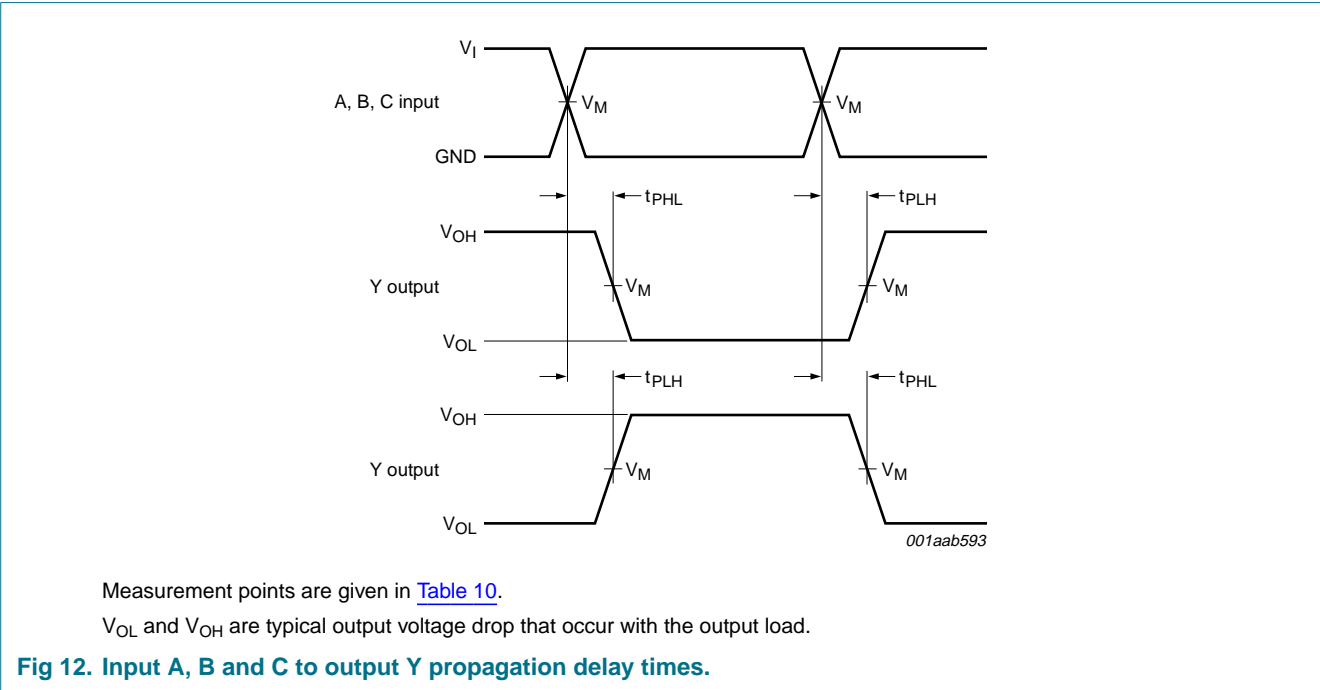 VI
A, B, C input
VM
VM
GND
tPHL
tPLH
VOH
Y output
VM
VM
VOL
tPLH
tPHL
VOH
Y output
VM
VM
VOL
001aab593
Measurement points are given in Table 10.
VOL and VOH are typical output voltage drop that occur with the output load.
Fig 12. Input A, B and C to output Y propagation delay times.